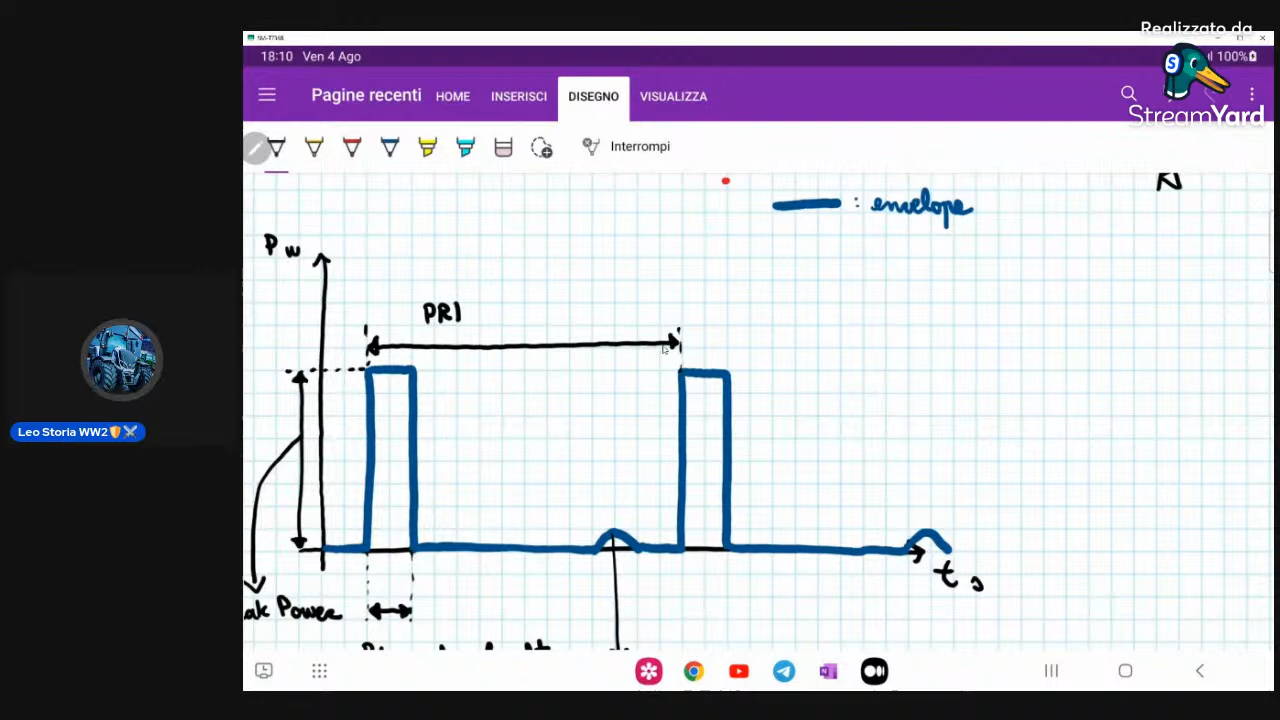 Realizzato da
StreamYard
18:10 Ven 4 Ago
100%
Pagine recenti HOME INSERISCI DISEGNO VISUALIZZA
Interrompi
: envelope
Pw
PRI
Leo Storia WW2
t s
ak Power